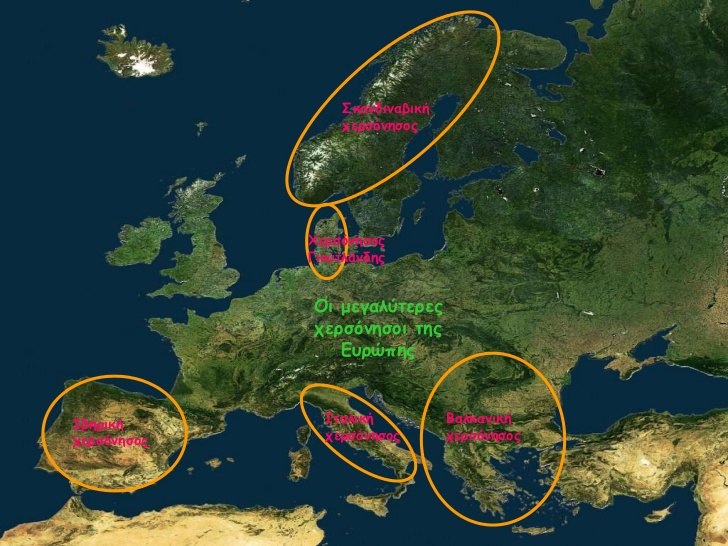 Σκανδιναβική
χερσόνησος
Χερσόνησος
Γιουτλάνδης
Οι μεγαλύτερες
χερσόνησοι της
Ευρώπης
Ιβηρική
χερσόνησος
Ιταλική
χερσόνησος
Βαλκανική
χερσόνησος